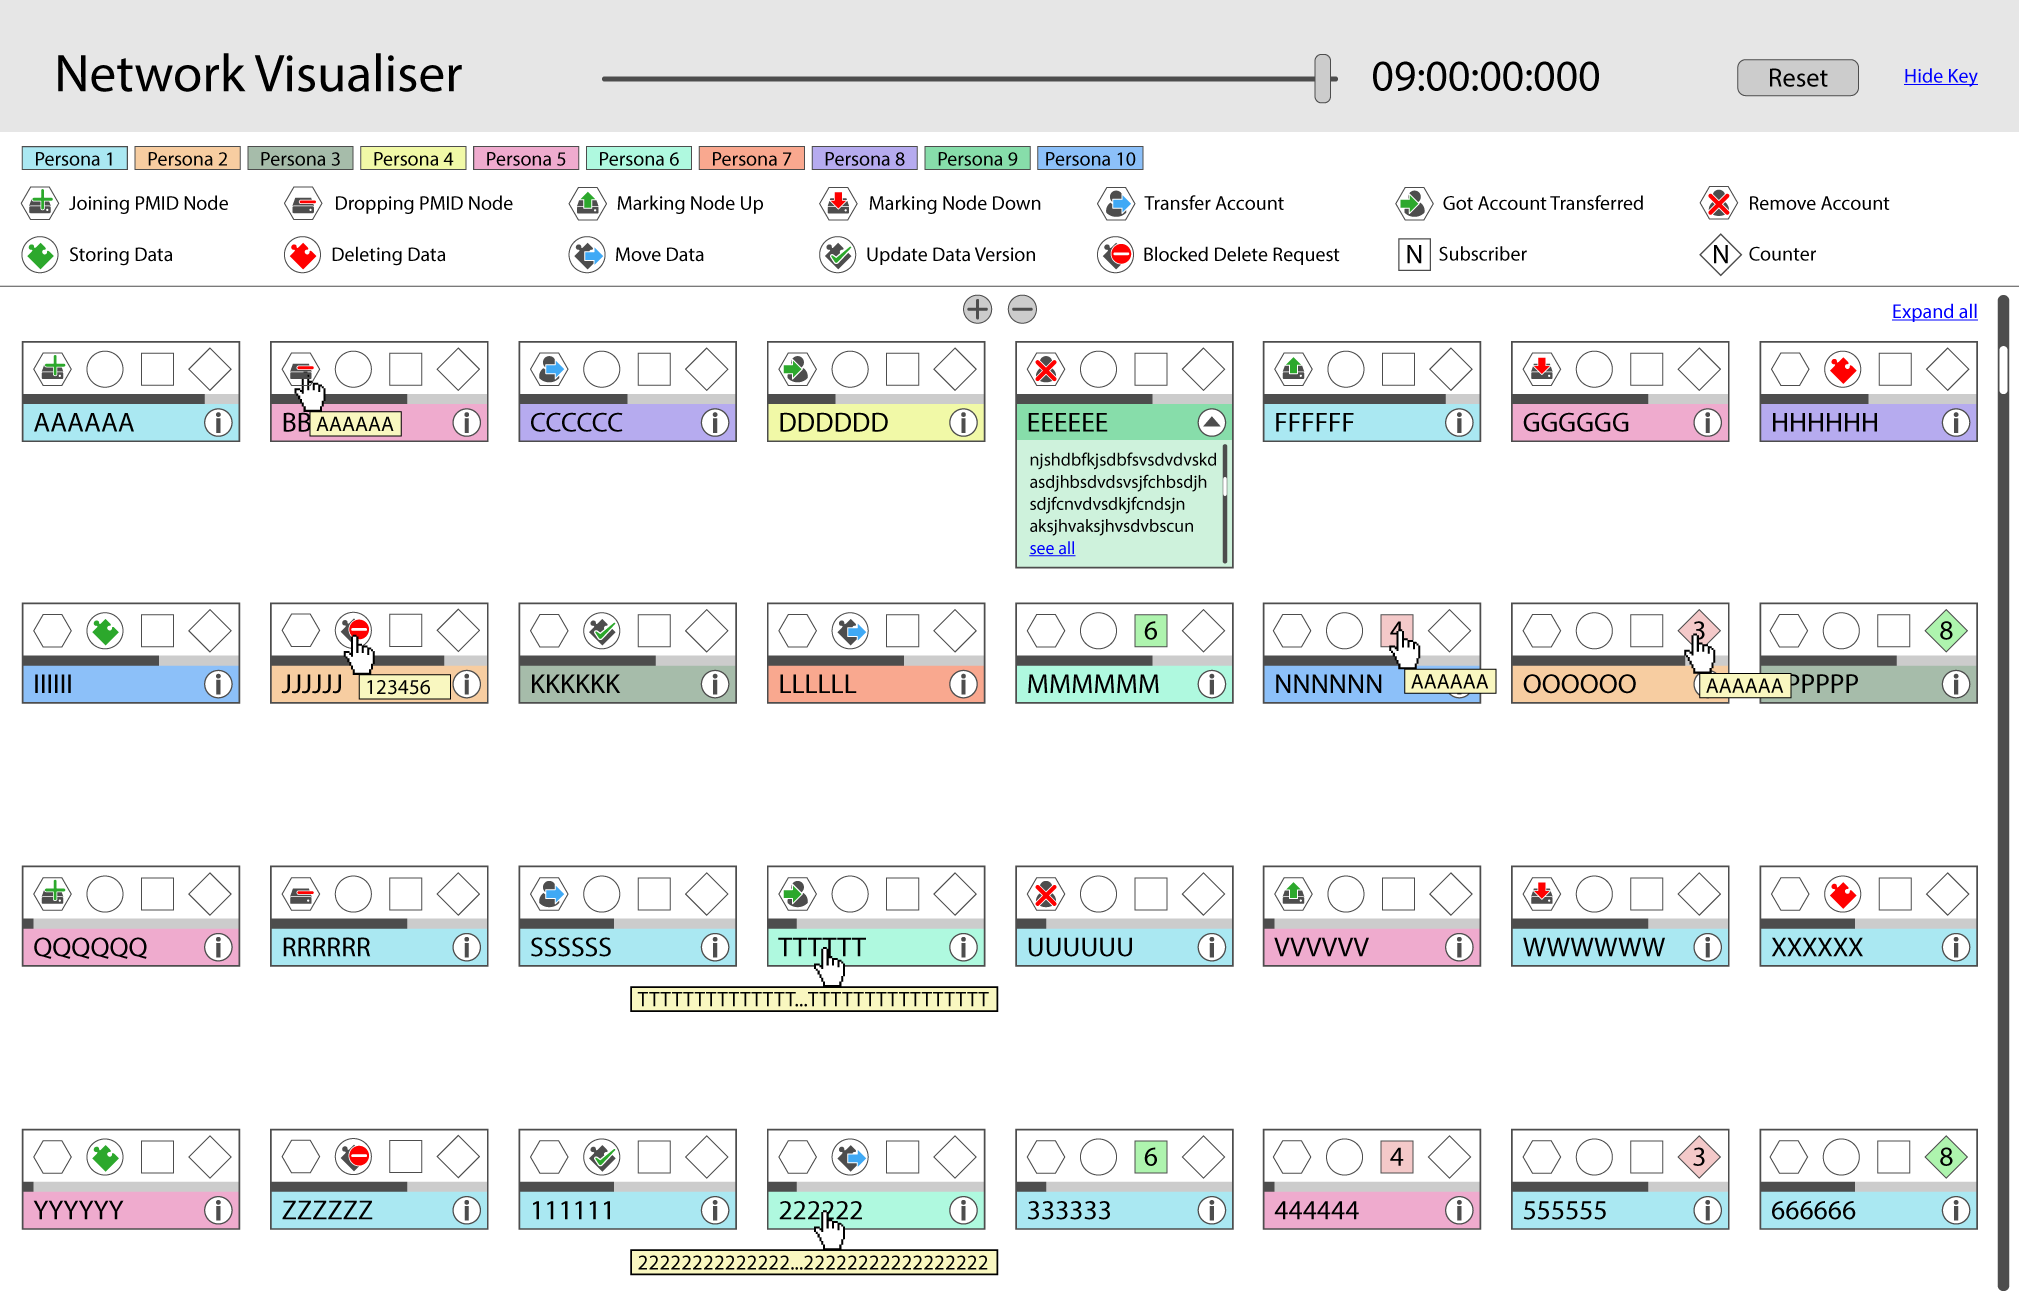 Network Visualiser
09:00:00:000
Reset
Hide Key
Persona 1 Persona 2 Persona 3 Persona 4 Persona 5 Persona 6 Persona 7 Persona 8 Persona 9 Persona 10
Joining PMID Node Dropping PMID Node Marking Node Up Marking Node Down Transfer Account Got Account Transferred Remove Account
Storing Data Deleting Data Move Data Update Data Version Blocked Delete Request N Subscriber N Counter
Expand all
AAAAAA BB AAAAAA CCCCCC DDDDDD EEEEEE FFFFFF GGGGGG HHHHHH
njshdbfkjsdbfsvsdvdvskd
asdjhbsdvdsvsjfchbsdjh
sdjfcnvdvsdkjfcndsjn
aksjhvaksjhvsdvbscun
see all
6 4 3 8
IIIIII JJJJJJ 123456 KKKKKK LLLLLL MMMMMM NNNNNN AAAAAA OOOOOO AAAAAA PPPPP
QQQQQQ RRRRRR SSSSSS TTTTTT UUUUUU VVVVVV WWWWWW XXXXXX
TTTTTTTTTTTTTT...TTTTTTTTTTTTTTTT
6 4 3 8
YYYYYY ZZZZZZ 111111 222222 333333 444444 555555 666666
22222222222222...22222222222222222